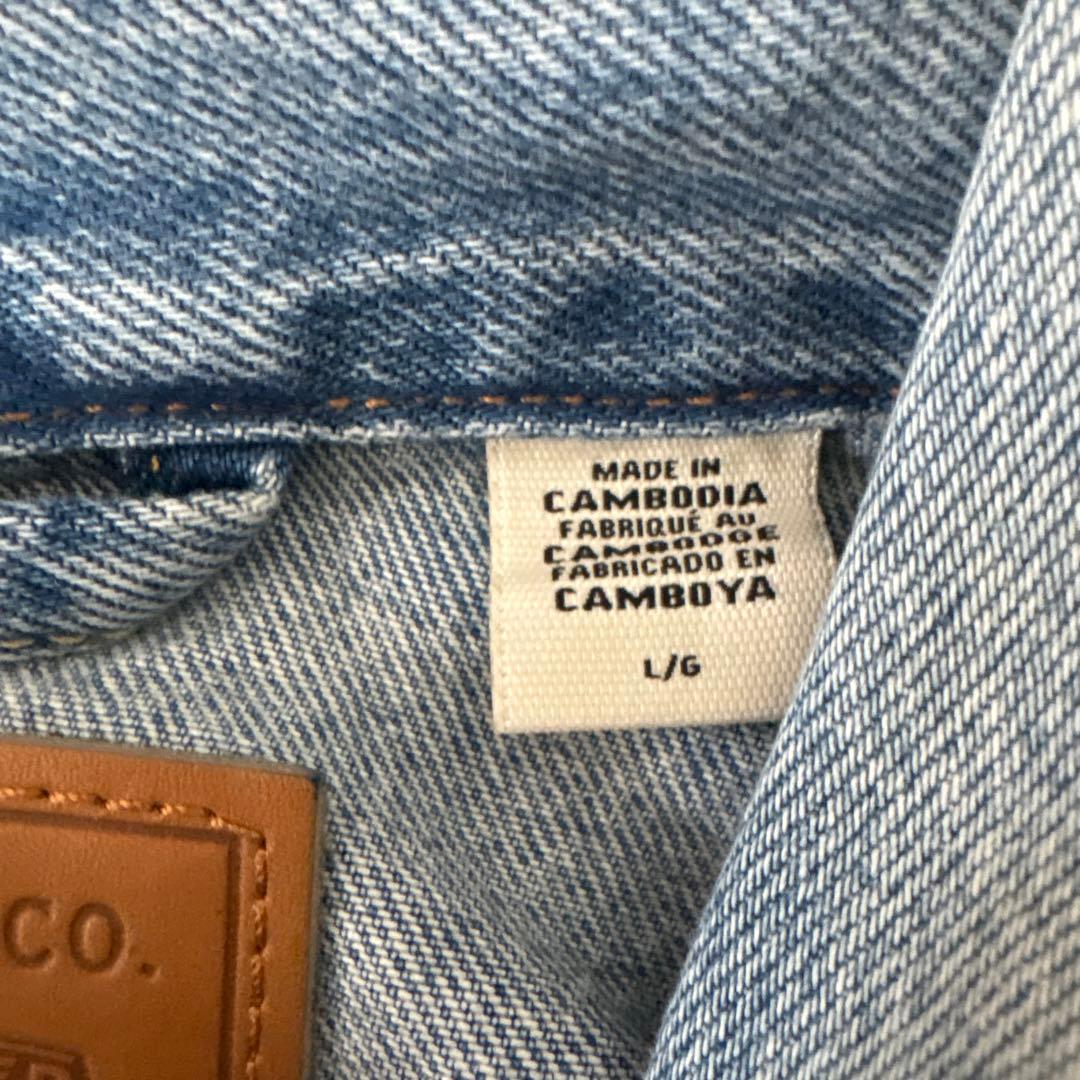 MADE IN
CAMBODIA
FABRIQUÉ AU
CAMBODGE
FABRICADO EN
CAMBOYA
L/G
CO.